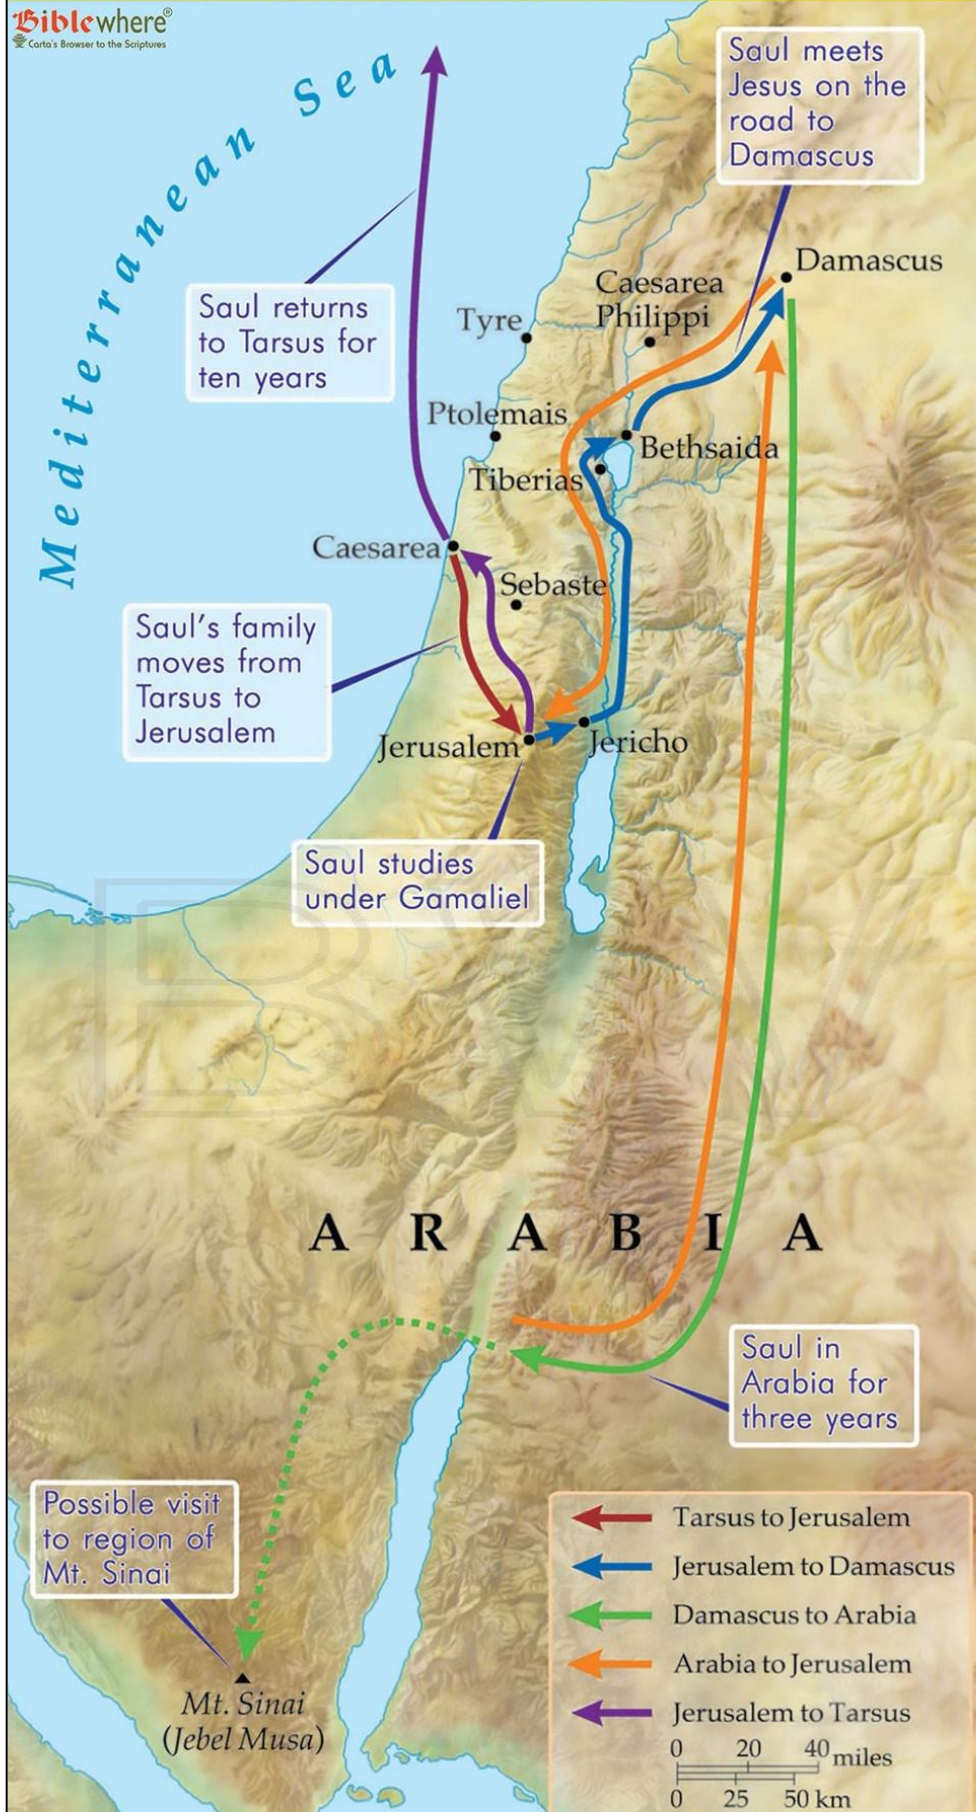 Biblewhere®
Carta's Browser to the Scriptures
Mediterranean Sea
Saul meets
Jesus on the
road to
Damascus
Damascus
Caesarea
Philippi
Saul returns
to Tarsus for
ten years
Tyre
Ptolemais
Bethsaida
Tiberias
Caesarea
Sebaste
Saul's family
moves from
Tarsus to
Jerusalem
Jerusalem
Jericho
Saul studies
under Gamaliel
BW
ARABIA
Saul in
Arabia for
three years
Possible visit
to region of
Mt. Sinai
Mt. Sinai
(Jebel Musa)
Tarsus to Jerusalem
Jerusalem to Damascus
Damascus to Arabia
Arabia to Jerusalem
Jerusalem to Tarsus
0 20 40 miles
0 25 50 km